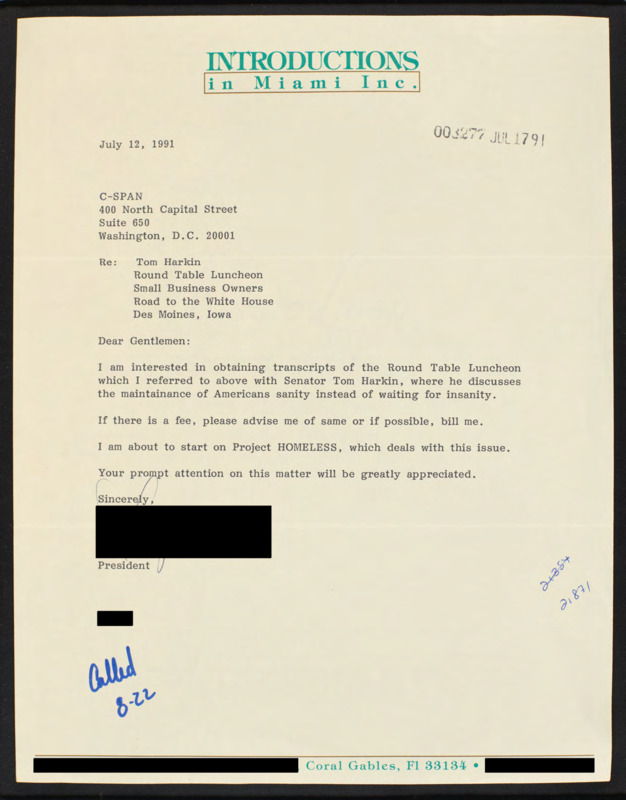 INTRODUCTIONS
in Miami Inc.
003277 JUL 1791
July 12, 1991
C-SPAN
400 North Capital Street
Suite 650
Washington, D.C. 20001
Re: Tom Harkin
Round Table Luncheon
Small Business Owners
Road to the White House
Des Moines, Iowa
Dear Gentlemen:
I am interested in obtaining transcripts of the Round Table Luncheon
which I referred to above with Senator Tom Harkin, where he discusses
the maintainance of Americans sanity instead of waiting for insanity.
If there is a fee, please advise me of same or if possible, bill me.
I am about to start on Project HOMELESS, which deals with this issue.
Your prompt attention on this matter will be greatly appreciated.
Sincerely,
President
21871
Called
8-22
Coral Gables, Fl 33134 •